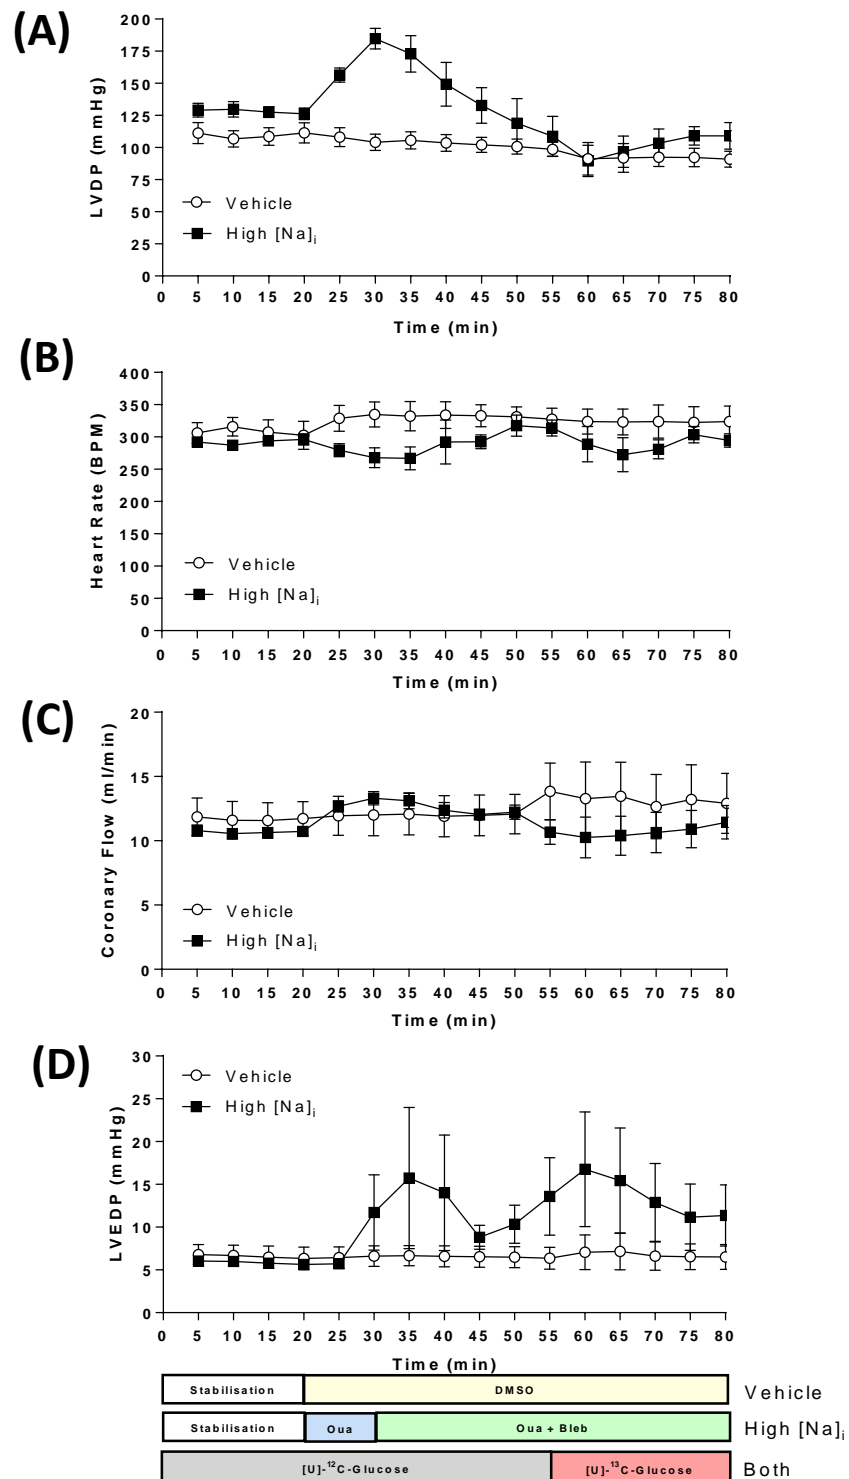 (A)
LVDP (mmHg)
200
175
150
125
100
75
50
25
0
Vehicle
High [Na]i
0 5 10 15 20 25 30 35 40 45 50 55 60 65 70 75 80
Time (min)
(B)
Heart Rate (BPM)
400
350
300
250
200
150
100
50
0
Vehicle
High [Na]i
0 5 10 15 20 25 30 35 40 45 50 55 60 65 70 75 80
Time (min)
(C)
Coronary Flow (ml/min)
20
15
10
5
0
Vehicle
High [Na]i
0 5 10 15 20 25 30 35 40 45 50 55 60 65 70 75 80
Time (min)
(D)
LVEDP (mmHg)
30
25
20
15
10
5
0
Vehicle
High [Na]i
0 5 10 15 20 25 30 35 40 45 50 55 60 65 70 75 80
Time (min)
Stabilisation DMSO Vehicle
Stabilisation Oua Oua + Bleb High [Na]i
[U]-12C-Glucose [U]-13C-Glucose Both